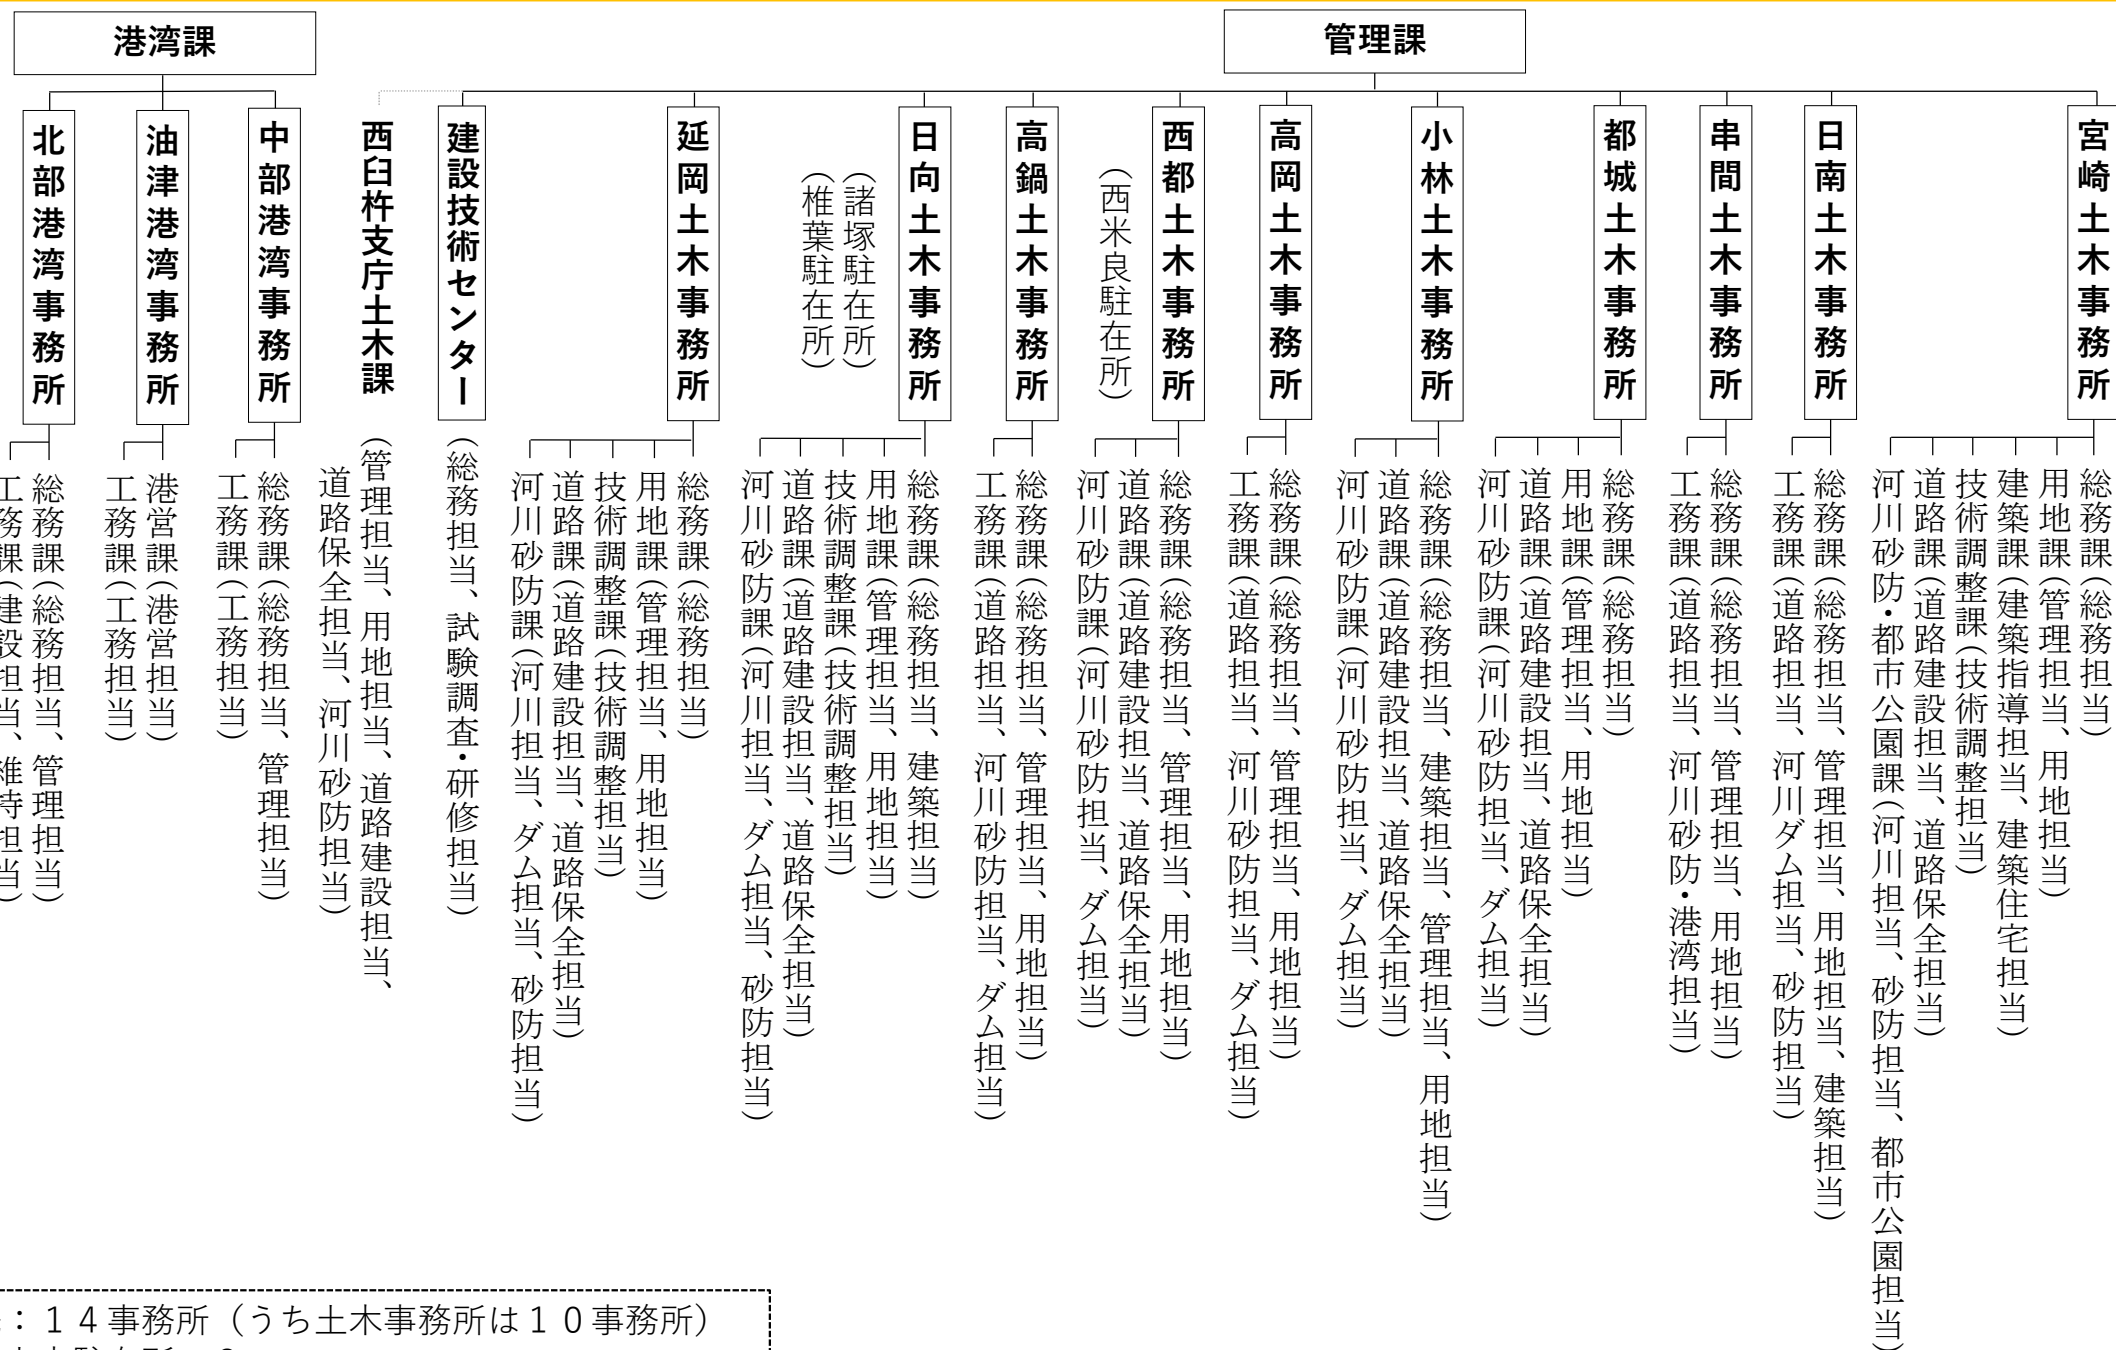 港湾課
管理課
宮崎土木事務所
総務課(総務担当)
用地課(管理担当、用地担当)
建築課(建築指導担当、建築住宅担当)
技術調整課(技術調整担当)
道路課(道路建設担当、道路保全担当)
河川砂防・都市公園課(河川担当、砂防担当、都市公園担当)
日南土木事務所
総務課(総務担当、管理担当、用地担当、建築担当)
工務課(道路担当、河川ダム担当、砂防担当)
串間土木事務所
総務課(総務担当、管理担当、用地担当)
工務課(道路担当、河川砂防・港湾担当)
都城土木事務所
総務課(総務担当)
用地課(管理担当、用地担当)
道路課(道路建設担当、道路保全担当)
河川砂防課(河川砂防担当、ダム担当)
小林土木事務所
総務課(総務担当、建築担当、管理担当、用地担当)
道路課(道路建設担当、道路保全担当)
河川砂防課(河川砂防担当、ダム担当)
高岡土木事務所
総務課(総務担当、管理担当、用地担当)
工務課(道路担当、河川砂防担当、ダム担当)
西都土木事務所
(西米良駐在所)
総務課(総務担当、管理担当、用地担当)
道路課(道路建設担当、道路保全担当)
河川砂防課(河川砂防担当、ダム担当)
高鍋土木事務所
総務課(総務担当、管理担当、用地担当)
工務課(道路担当、河川砂防担当、ダム担当)
日向土木事務所
(諸塚駐在所)
(椎葉駐在所)
総務課(総務担当、建築担当)
用地課(管理担当、用地担当)
技術調整課(技術調整担当)
道路課(道路建設担当、道路保全担当)
河川砂防課(河川担当、ダム担当、砂防担当)
延岡土木事務所
総務課(総務担当)
用地課(管理担当、用地担当)
技術調整課(技術調整担当)
道路課(道路建設担当、道路保全担当)
河川砂防課(河川担当、ダム担当、砂防担当)
建設技術センター
(総務担当、試験調査・研修担当)
西臼杵支庁土木課
(管理担当、用地担当、道路建設担当、
道路保全担当、河川砂防担当)
中部港湾事務所
総務課(総務担当、管理担当)
工務課(工務担当)
油津港湾事務所
港営課(港営担当)
工務課(工務担当)
北部港湾事務所
総務課(総務担当、管理担当)
工務課(建設担当、維持担当)
：１４事務所（うち土木事務所は１０事務所）